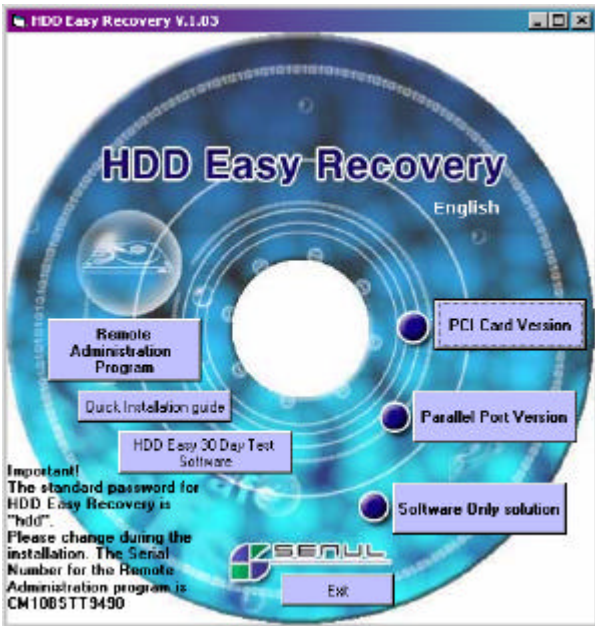 HDD Easy Recovery V.1.03
HDD Easy Recovery
English
PCI Card Version
Remote
Administration
Program
Quick Installation guide
Parallel Port Version
HDD Easy 30 Day Test
Software
Important!
The standard password for
HDD Easy Recovery is
"hdd".
Please change during the
installation. The Serial
Number for the Remote
Administration program is
CM108STT9490
Software Only solution
SENUL
Exit